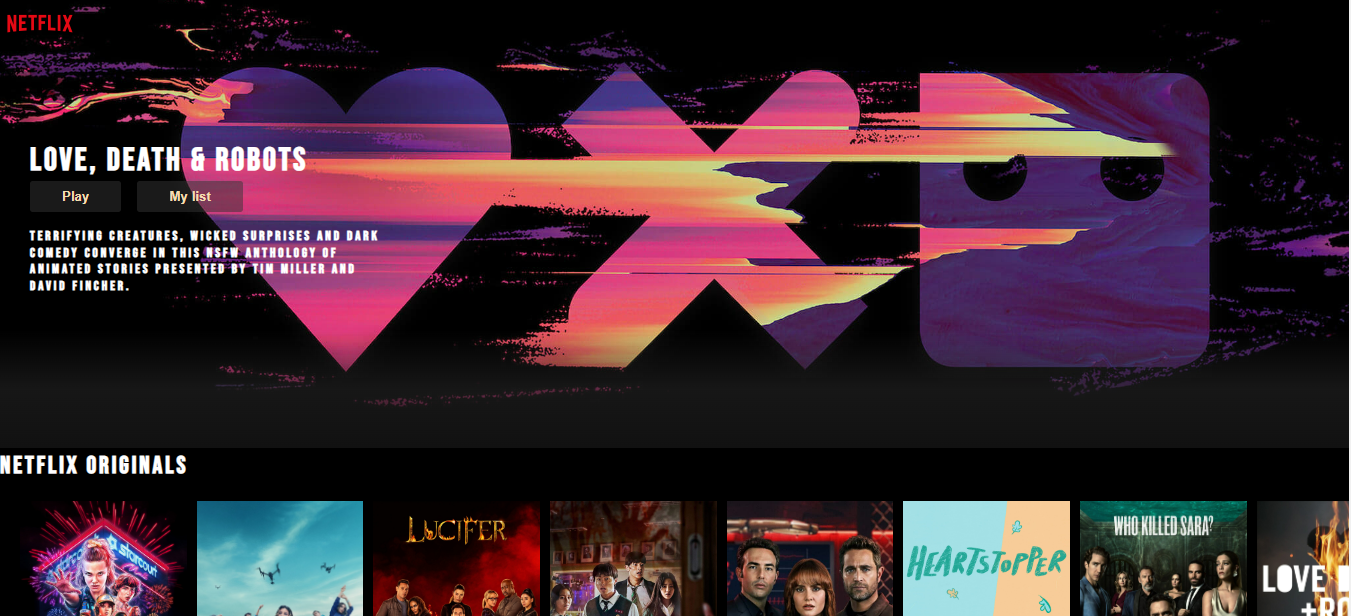 NETFLIX
LOVE, DEATH & ROBOTS
Play
My list
TERRIFYING CREATURES, WICKED SURPRISES AND DARK
COMEDY CONVERGE IN THIS NSFW ANTHOLOGY OF
ANIMATED STORIES PRESENTED BY TIM MILLER AND
DAVID FINCHER.
NETFLIX ORIGINALS
starcourt
LUCIFER
HEARTSTOPPER
WHO KILLED SARA?
LOVE